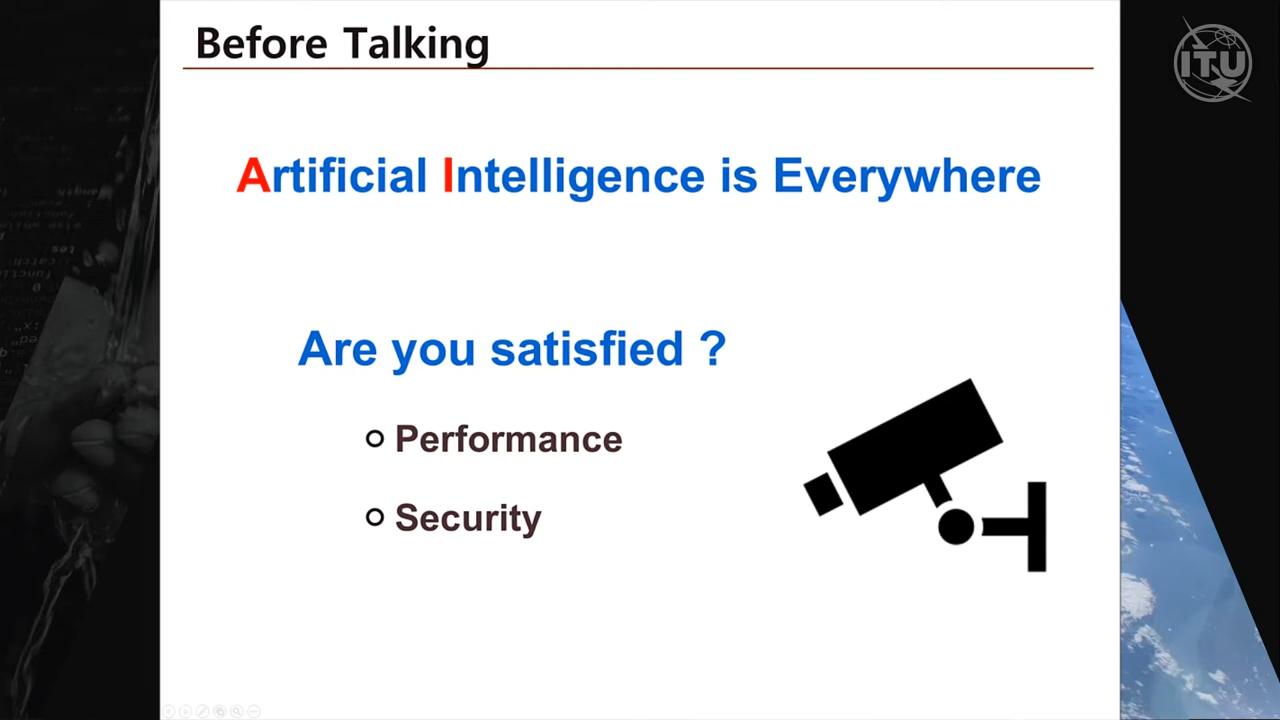 Before Talking
ITU
Artificial Intelligence is Everywhere
Are you satisfied ?
Performance
Security